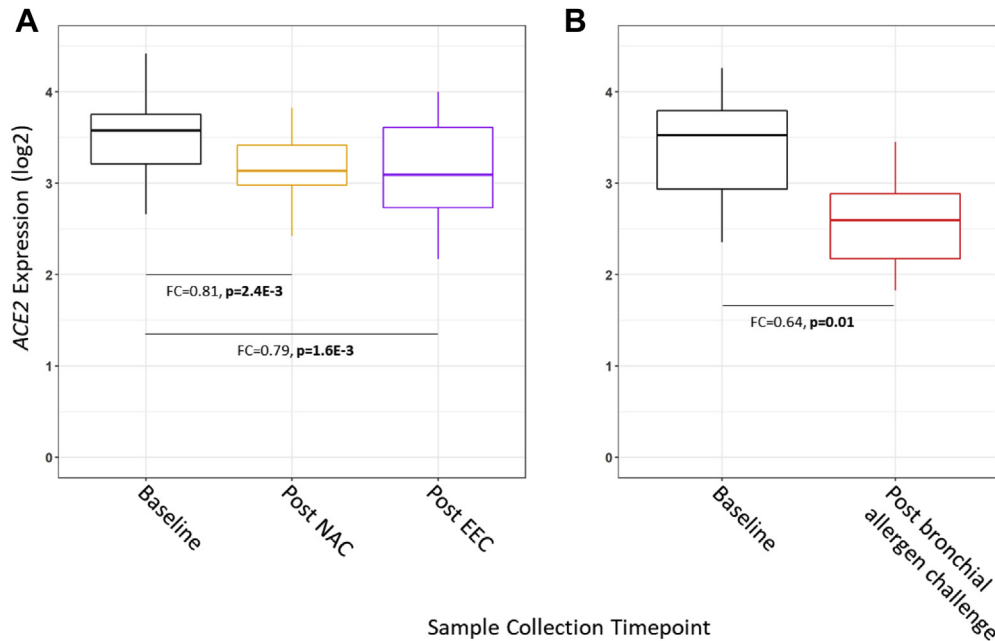 A
B
ACE2 Expression (log2)
4
3
2
1
0
FC=0.81, p=2.4E-3
FC=0.79, p=1.6E-3
Baseline
Post NAC
Post EEC
4
3
2
1
0
FC=0.64, p=0.01
Baseline
Post bronchial
allergen challenge
Sample Collection Timepoint